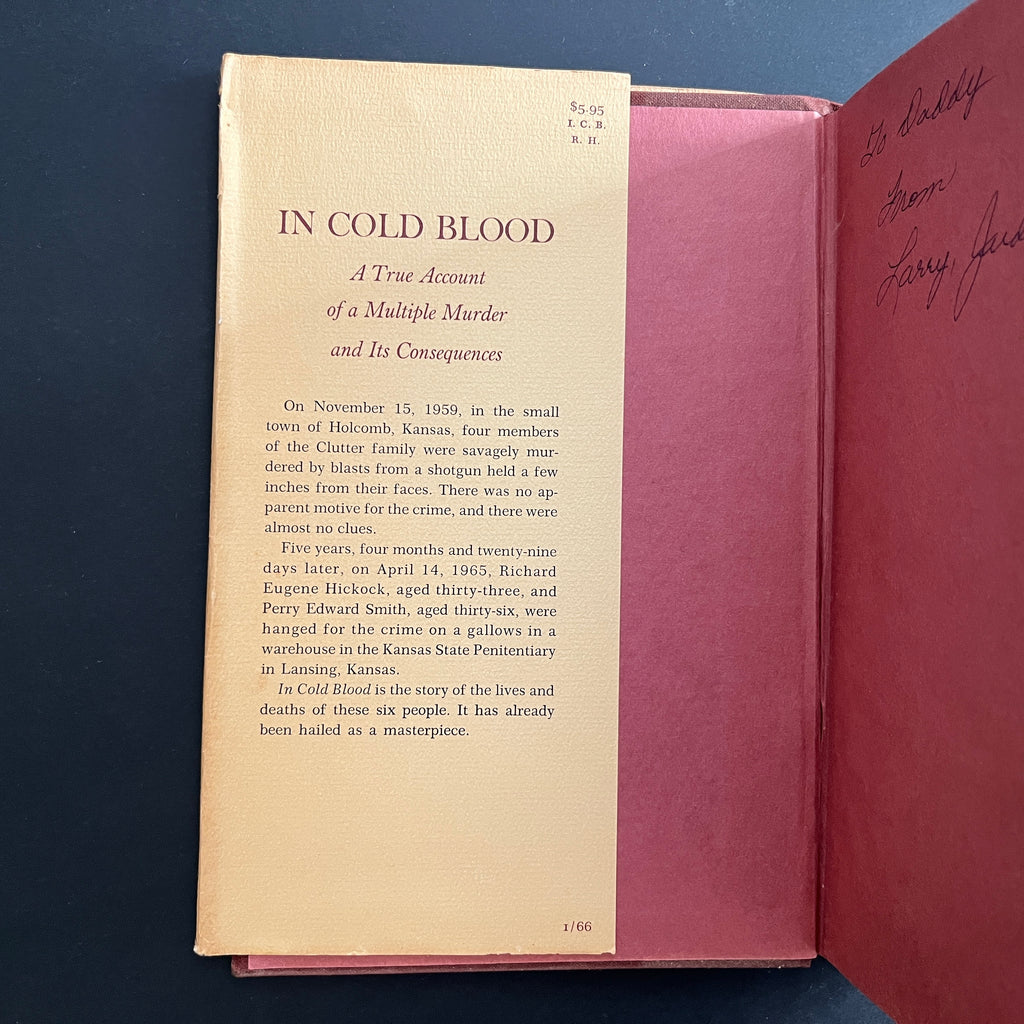 $5.95
I. C. B.
R. H.
IN COLD BLOOD
A True Account
of a Multiple Murder
and Its Consequences
On November 15, 1959, in the small
town of Holcomb, Kansas, four members
of the Clutter family were savagely mur-
dered by blasts from a shotgun held a few
inches from their faces. There was no ap-
parent motive for the crime, and there were
almost no clues.
Five years, four months and twenty-nine
days later, on April 14, 1965, Richard
Eugene Hickock, aged thirty-three, and
Perry Edward Smith, aged thirty-six, were
hanged for the crime on a gallows in a
warehouse in the Kansas State Penitentiary
in Lansing, Kansas.
In Cold Blood is the story of the lives and
deaths of these six people. It has already
been hailed as a masterpiece.
1/66
To Daddy
From
Larry,